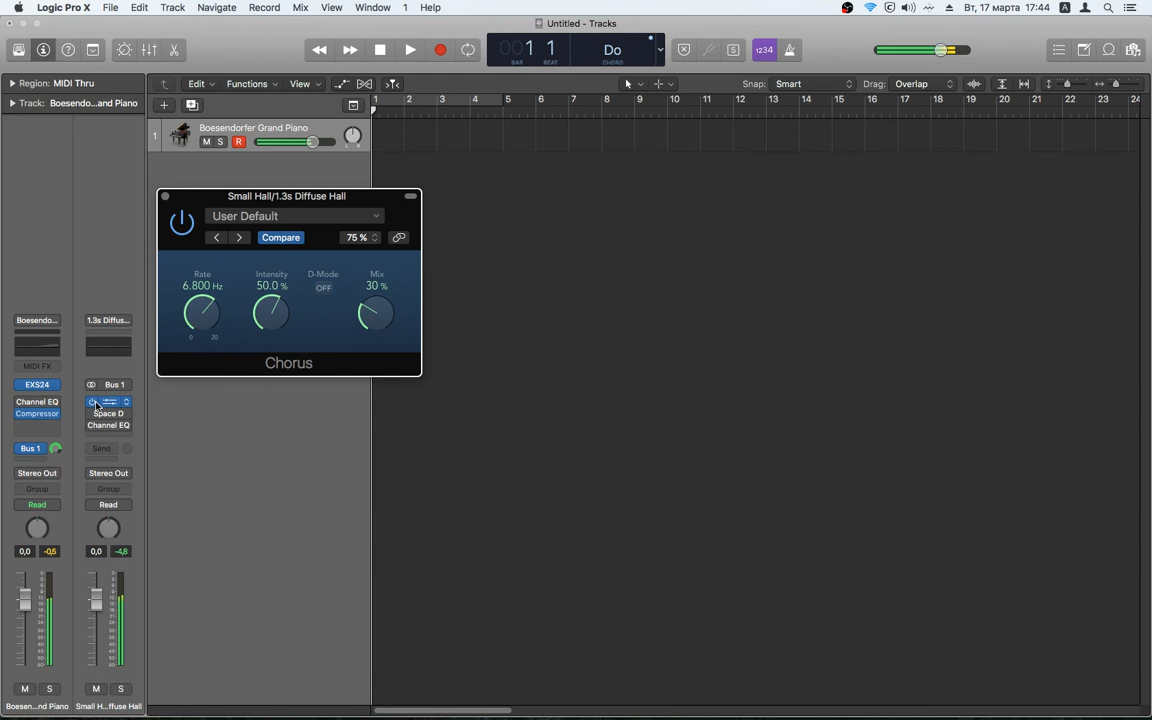 Logic Pro X File Edit Track Navigate Record Mix View Window 1 Help Вт, 17 марта 17:44 A
Untitled - Tracks
001 1 Do
BAR BEAT CHORD
1234
Region: MIDI Thru Edit Functions View Snap: Smart Drag: Overlap
Track: Boesendo...and Piano
1 2 3 4 5 6 7 8 9 10 11 12 13 14 15 16 17 18 19 20 21 22 23 24
1 Boesendorfer Grand Piano
M S R
Small Hall/1.3s Diffuse Hall
User Default
Compare 75 %
Rate Intensity D-Mode Mix
6.800 Hz 50.0 % OFF 30 %
0 20
Chorus
Boesendo... 1.3s Diffus...
MIDI FX
EXS24 Bus 1
Channel EQ
Compressor Space D
Channel EQ
Bus 1 Send
Stereo Out Stereo Out
Group Group
Read Read
0,0 -0,5 0,0 -4,8
M S M S
Boesen...nd Piano Small H...ffuse Hall